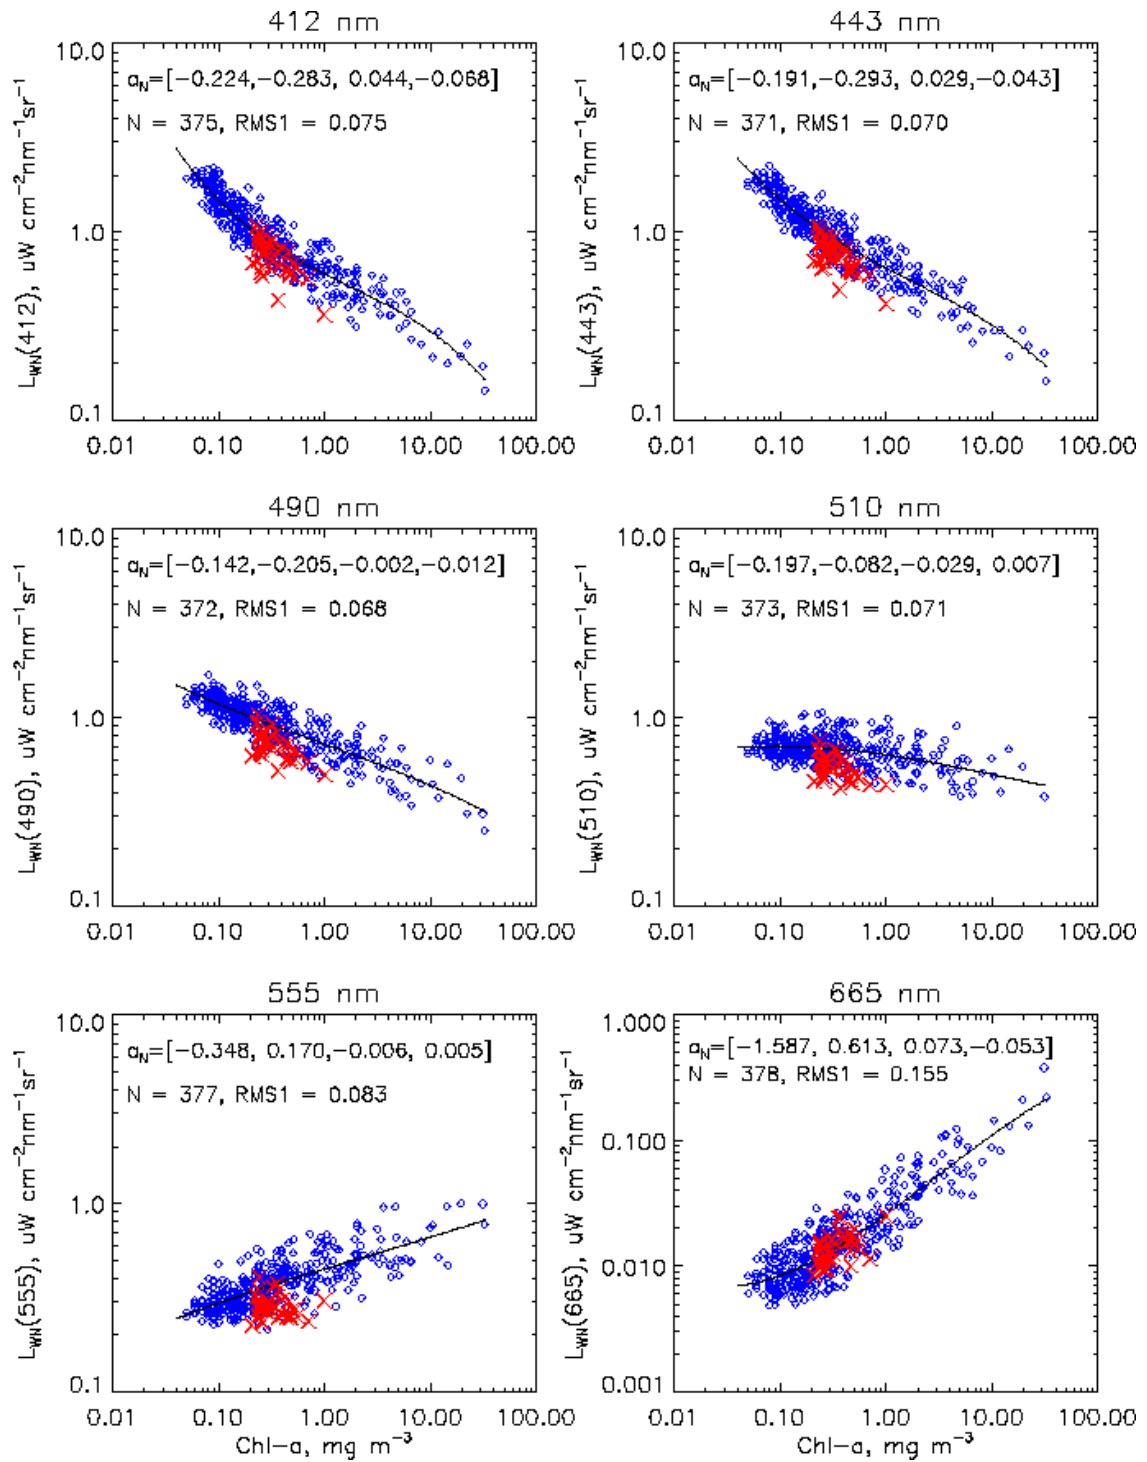 412 nm
10.0
a_N=[−0.224,−0.283, 0.044,−0.068]
N = 375, RMS1 = 0.075
1.0
0.1
0.01 0.10 1.00 10.00 100.00
L_WN(412), uW cm⁻²nm⁻¹sr⁻¹
443 nm
10.0
a_N=[−0.191,−0.293, 0.029,−0.043]
N = 371, RMS1 = 0.070
1.0
0.1
0.01 0.10 1.00 10.00 100.00
L_WN(443), uW cm⁻²nm⁻¹sr⁻¹
490 nm
10.0
a_N=[−0.142,−0.205,−0.002,−0.012]
N = 372, RMS1 = 0.068
1.0
0.1
0.01 0.10 1.00 10.00 100.00
L_WN(490), uW cm⁻²nm⁻¹sr⁻¹
510 nm
10.0
a_N=[−0.197,−0.082,−0.029, 0.007]
N = 373, RMS1 = 0.071
1.0
0.1
0.01 0.10 1.00 10.00 100.00
L_WN(510), uW cm⁻²nm⁻¹sr⁻¹
555 nm
10.0
a_N=[−0.348, 0.170,−0.006, 0.005]
N = 377, RMS1 = 0.083
1.0
0.1
0.01 0.10 1.00 10.00 100.00
Chl−a, mg m⁻³
L_WN(555), uW cm⁻²nm⁻¹sr⁻¹
665 nm
1.000
a_N=[−1.587, 0.613, 0.073,−0.053]
N = 378, RMS1 = 0.155
0.100
0.010
0.001
0.01 0.10 1.00 10.00 100.00
Chl−a, mg m⁻³
L_WN(665), uW cm⁻²nm⁻¹sr⁻¹